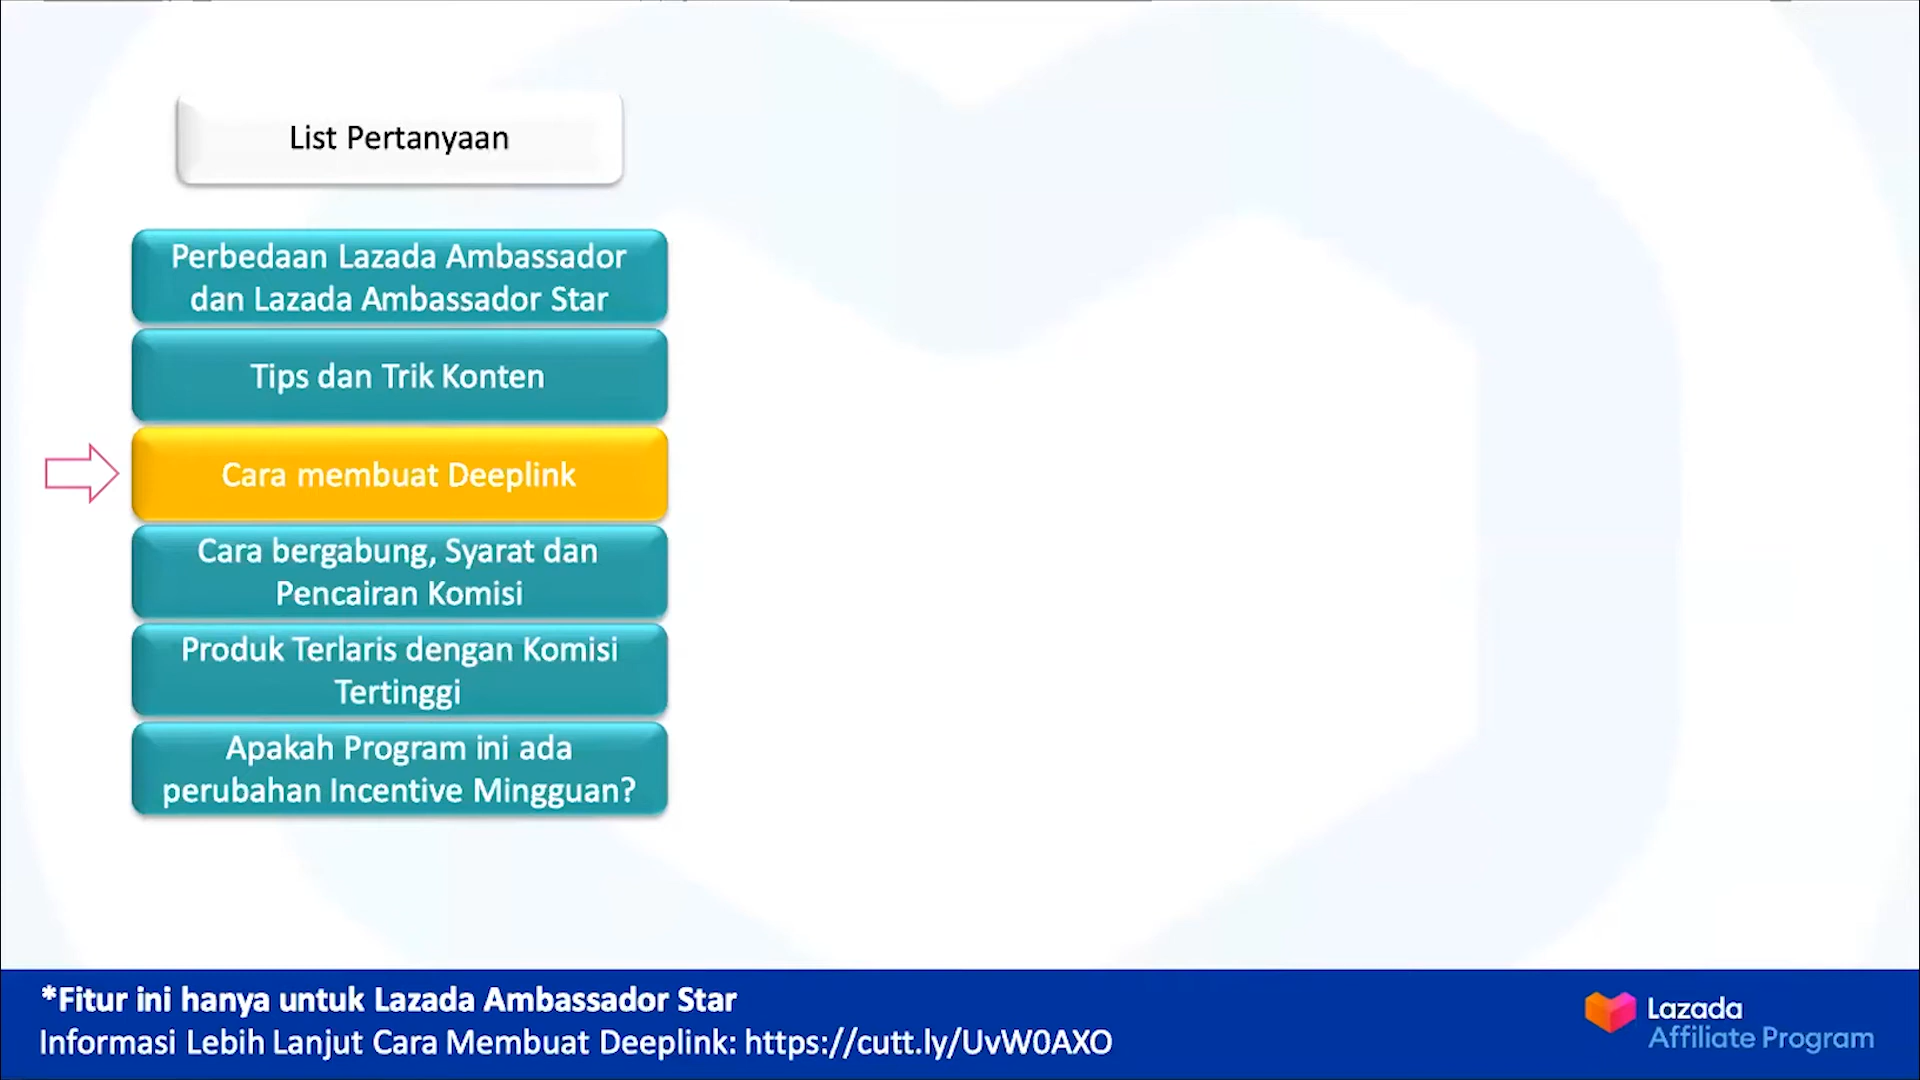 List Pertanyaan
Perbedaan Lazada Ambassador
dan Lazada Ambassador Star
Tips dan Trik Konten
Cara membuat Deeplink
Cara bergabung, Syarat dan
Pencairan Komisi
Produk Terlaris dengan Komisi
Tertinggi
Apakah Program ini ada
perubahan Incentive Mingguan?
*Fitur ini hanya untuk Lazada Ambassador Star
Informasi Lebih Lanjut Cara Membuat Deeplink: https://cutt.ly/UvW0AXO
Lazada
Affiliate Program